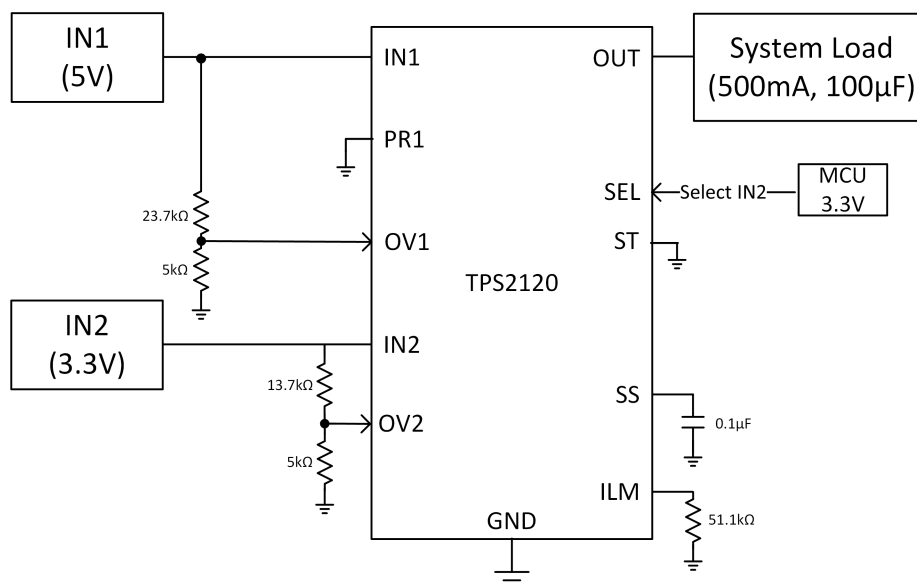 IN1
(5V)
IN1
OUT
System Load
(500mA, 100µF)
PR1
SEL
Select IN2
MCU
3.3V
23.7kΩ
OV1
ST
5kΩ
TPS2120
IN2
(3.3V)
IN2
13.7kΩ
OV2
SS
0.1µF
5kΩ
ILM
51.1kΩ
GND